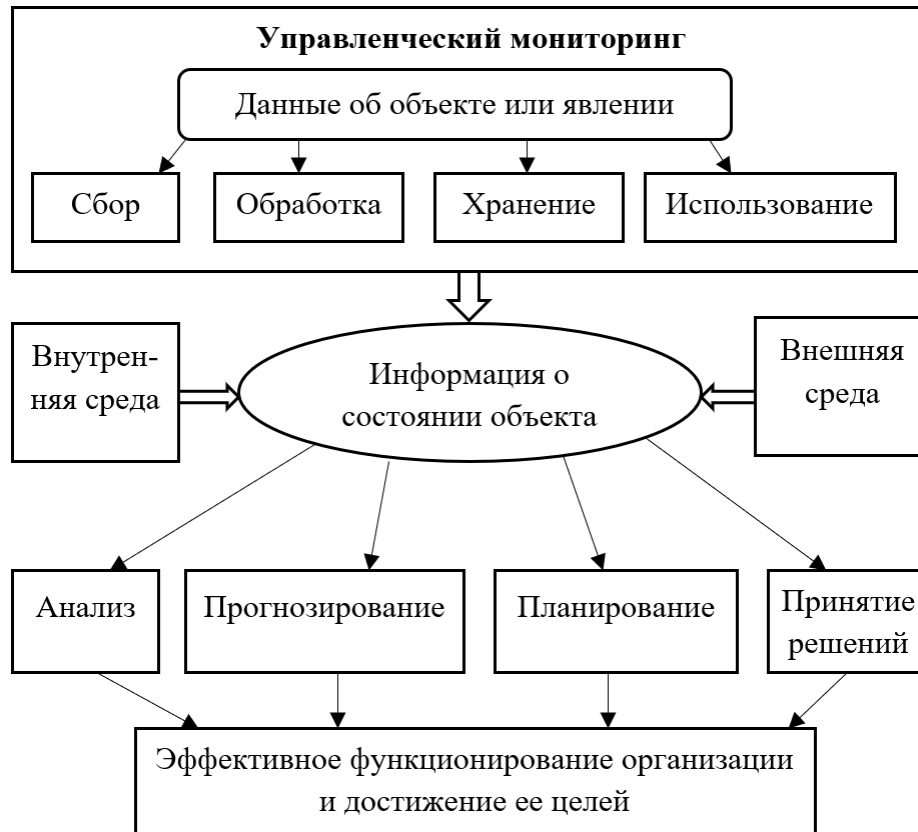 Управленческий мониторинг
Данные об объекте или явлении
Сбор
Обработка
Хранение
Использование
Внутрен-
няя среда
Информация о
состоянии объекта
Внешняя
среда
Анализ
Прогнозирование
Планирование
Принятие
решений
Эффективное функционирование организации
и достижение ее целей